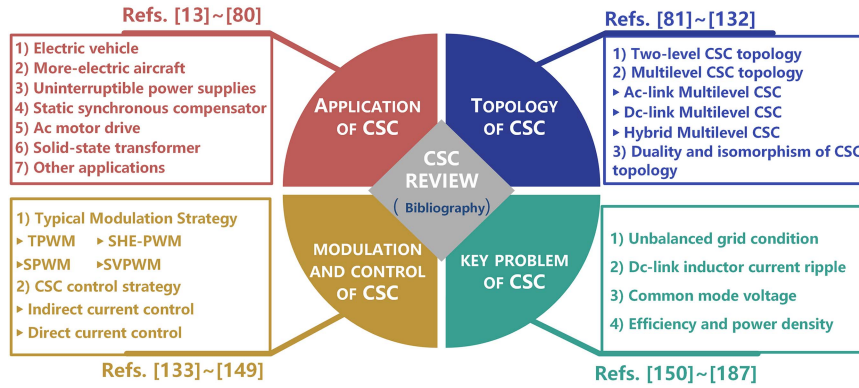 Refs. [13]~[80]
1) Electric vehicle
2) More-electric aircraft
3) Uninterruptible power supplies
4) Static synchronous compensator
5) Ac motor drive
6) Solid-state transformer
7) Other applications
APPLICATION
OF CSC
Refs. [81]~[132]
1) Two-level CSC topology
2) Multilevel CSC topology
▸ Ac-link Multilevel CSC
▸ Dc-link Multilevel CSC
▸ Hybrid Multilevel CSC
3) Duality and isomorphism of CSC
topology
TOPOLOGY
OF CSC
CSC
REVIEW
( Bibliography)
1) Typical Modulation Strategy
▸ TPWM ▸ SHE-PWM
▸SPWM ▸SVPWM
2) CSC control strategy
▸ Indirect current control
▸ Direct current control
Refs. [133]~[149]
MODULATION
AND CONTROL
OF CSC
KEY PROBLEM
OF CSC
1) Unbalanced grid condition
2) Dc-link inductor current ripple
3) Common mode voltage
4) Efficiency and power density
Refs. [150]~[187]